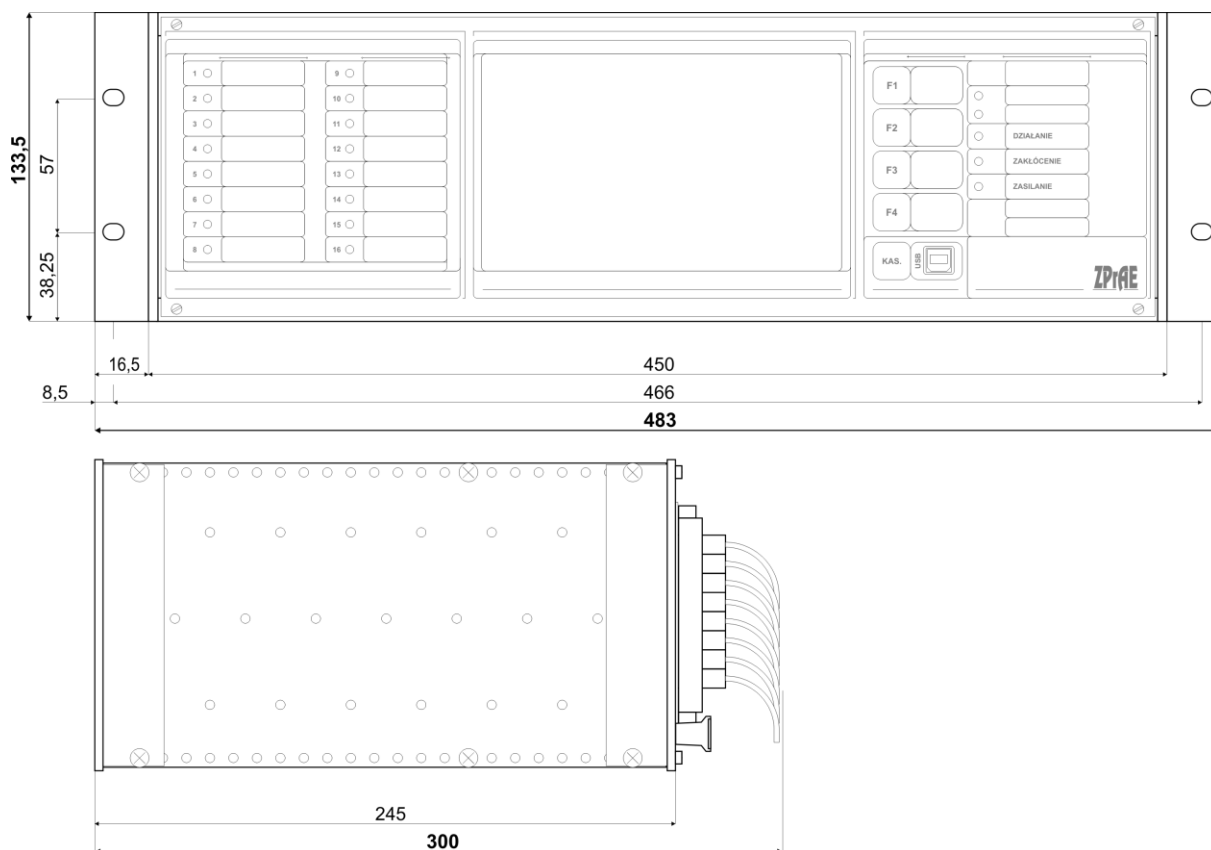 1 9
2 10
3 11
4 12
5 13
6 14
7 15
8 16
F1
F2
F3
F4
DZIAŁANIE
ZAKŁÓCENIE
ZASILANIE
KAS.
USB
ZPrAE
133,5
57
38,25
16,5
450
8,5
466
483
245
300